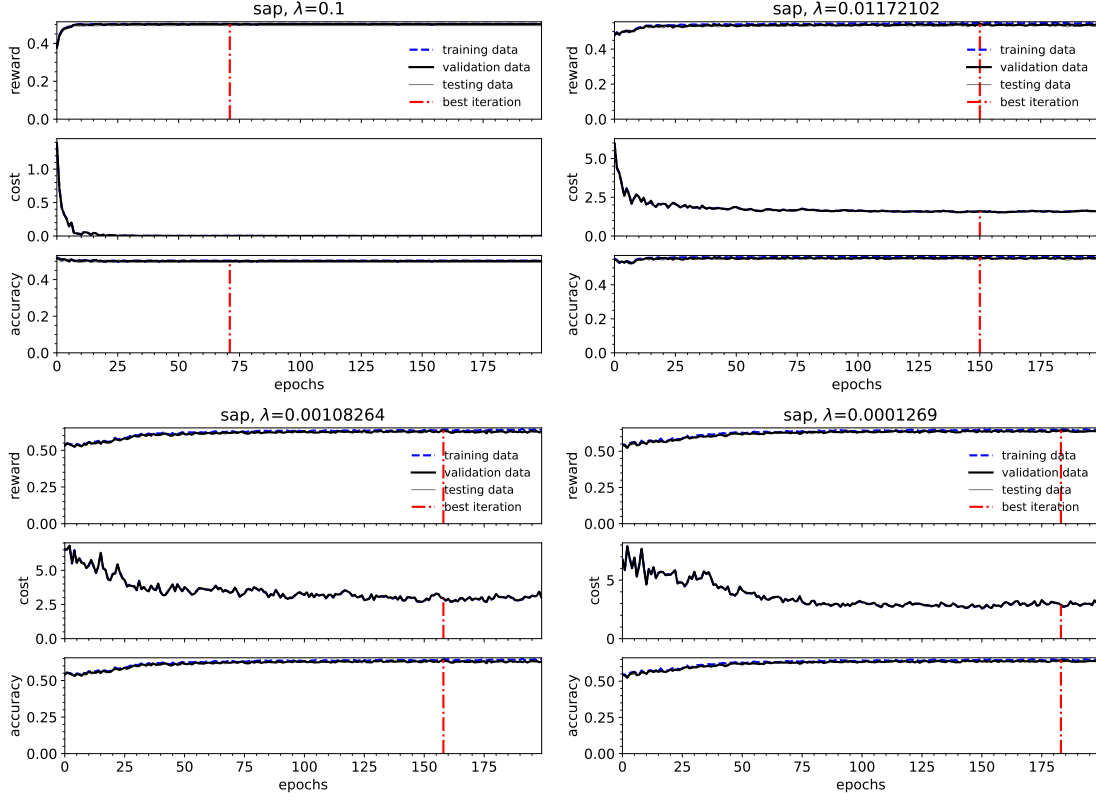 sap, λ=0.1
reward
0.4
0.2
0.0
training data
validation data
testing data
best iteration
cost
1.0
0.5
0.0
accuracy
0.4
0.2
0.0
0 25 50 75 100 125 150 175
epochs
sap, λ=0.01172102
reward
0.4
0.2
0.0
training data
validation data
testing data
best iteration
cost
5.0
2.5
0.0
accuracy
0.4
0.2
0.0
0 25 50 75 100 125 150 175
epochs
sap, λ=0.00108264
reward
0.50
0.25
0.00
training data
validation data
testing data
best iteration
cost
5.0
2.5
0.0
accuracy
0.50
0.25
0.00
0 25 50 75 100 125 150 175
epochs
sap, λ=0.0001269
reward
0.50
0.25
0.00
training data
validation data
testing data
best iteration
cost
5
0
accuracy
0.50
0.25
0.00
0 25 50 75 100 125 150 175
epochs